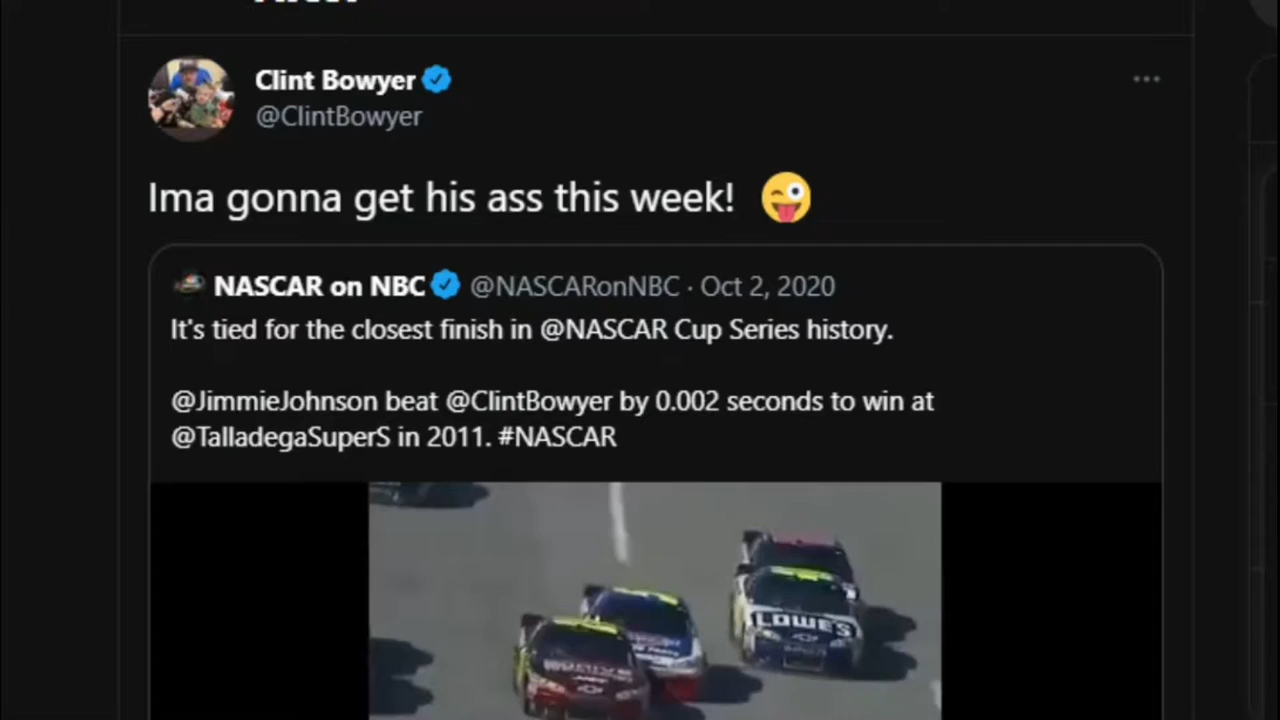 Clint Bowyer
@ClintBowyer
Ima gonna get his ass this week! 😜
NASCAR on NBC @NASCARonNBC · Oct 2, 2020
It's tied for the closest finish in @NASCAR Cup Series history.
@JimmieJohnson beat @ClintBowyer by 0.002 seconds to win at
@TalladegaSuperS in 2011. #NASCAR
LOWE'S